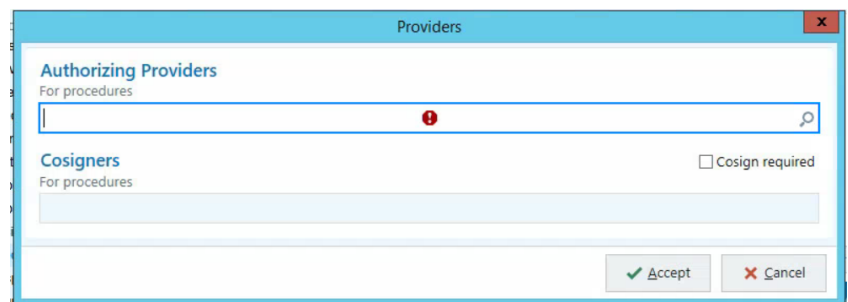 Providers
x
Authorizing Providers
For procedures
Cosigners
Cosign required
For procedures
Accept
Cancel